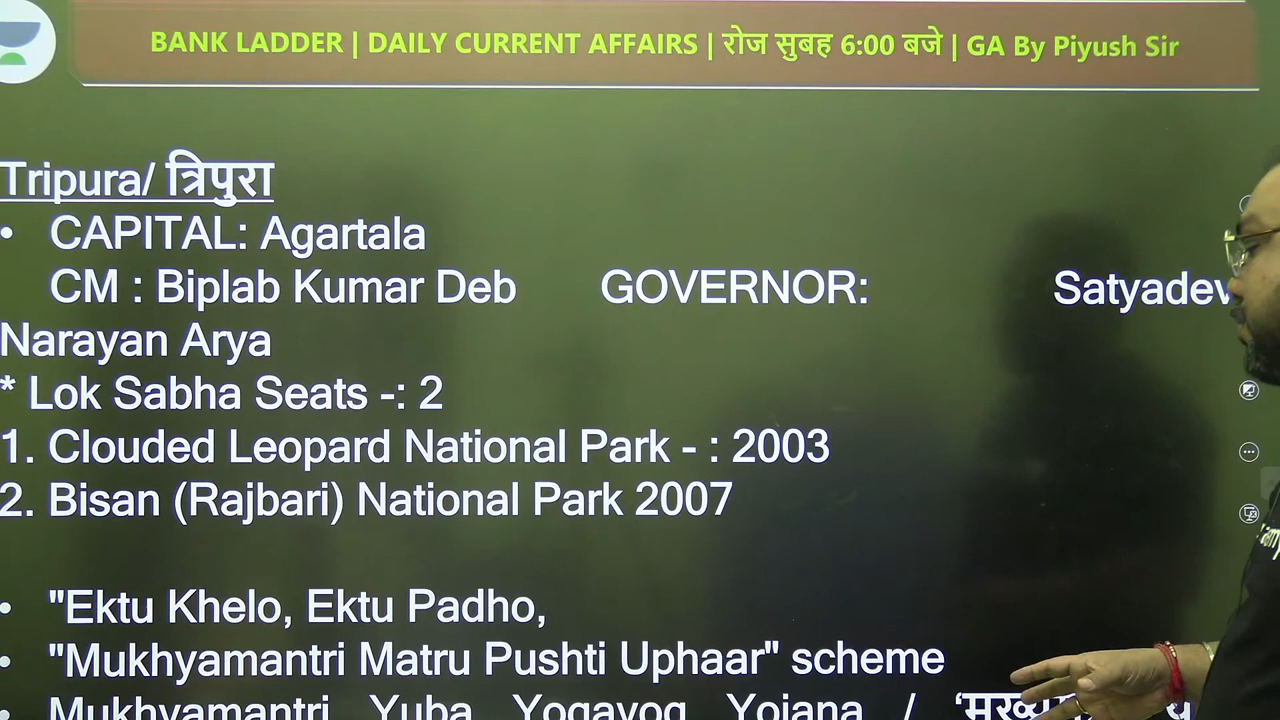 BANK LADDER | DAILY CURRENT AFFAIRS | रोज सुबह 6:00 बजे | GA By Piyush Sir
Tripura/ त्रिपुरा
• CAPITAL: Agartala
CM : Biplab Kumar Deb GOVERNOR: Satyadev
Narayan Arya
* Lok Sabha Seats -: 2
1. Clouded Leopard National Park - : 2003
2. Bisan (Rajbari) National Park 2007
• "Ektu Khelo, Ektu Padho,
• "Mukhyamantri Matru Pushti Uphaar" scheme
• Mukhyamantri Yuba Yogayog Yojana /